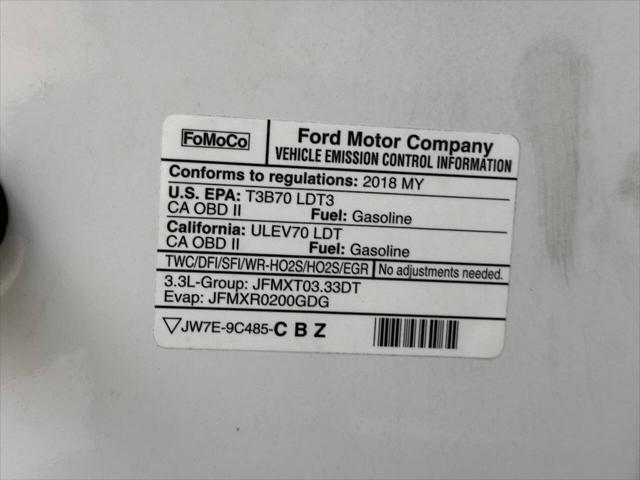 FoMoCo
Ford Motor Company
VEHICLE EMISSION CONTROL INFORMATION
Conforms to regulations: 2018 MY
U.S. EPA: T3B70 LDT3
CA OBD II Fuel: Gasoline
California: ULEV70 LDT
CA OBD II Fuel: Gasoline
TWC/DFI/SFI/WR-HO2S/HO2S/EGR No adjustments needed.
3.3L-Group: JFMXT03.33DT
Evap: JFMXR0200GDG
JW7E-9C485-C B Z